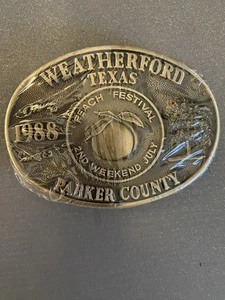 WEATHERFORD
TEXAS
PEACH FESTIVAL
1988
2ND WEEKEND JULY
PARKER COUNTY